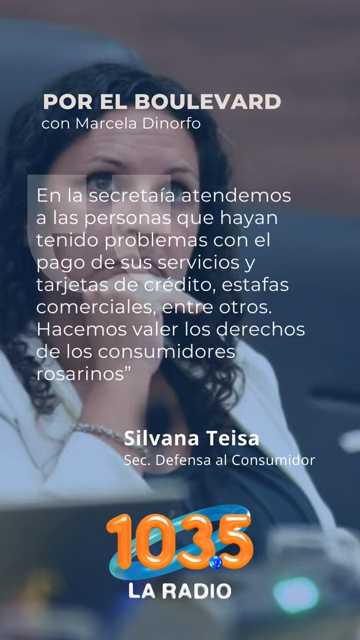 POR EL BOULEVARD
con Marcela Dinorfo
En la secretaía atendemos
a las personas que hayan
tenido problemas con el
pago de sus servicios y
tarjetas de crédito, estafas
comerciales, entre otros.
Hacemos valer los derechos
de los consumidores
rosarinos”
Silvana Teisa
Sec. Defensa al Consumidor
103.5
LA RADIO